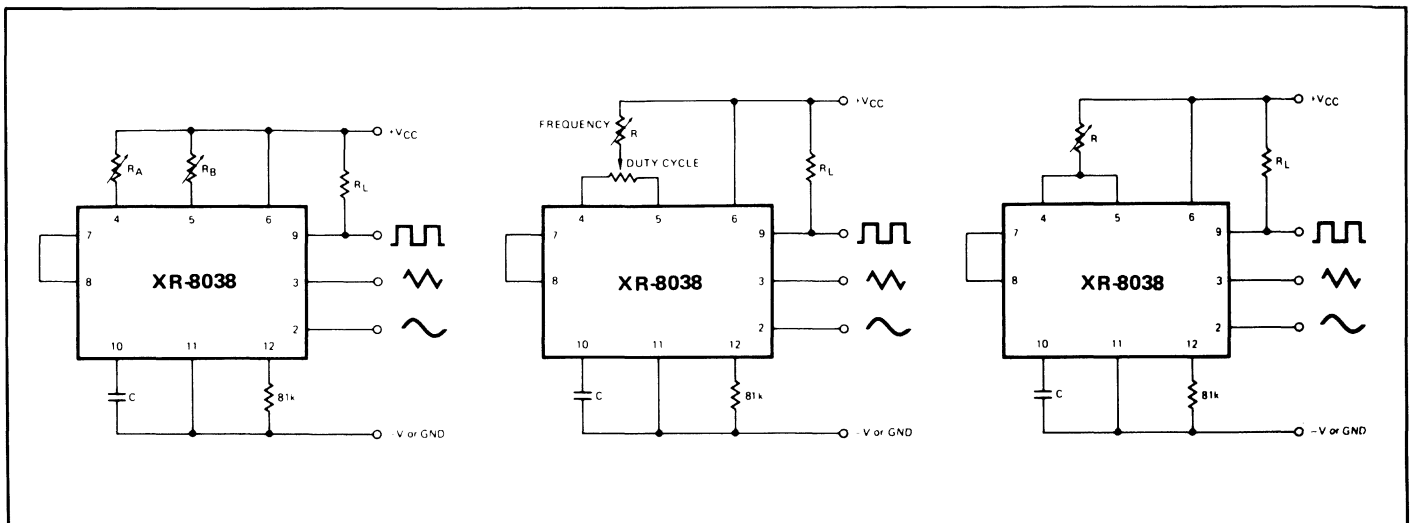 +VCC
RA
RB
RL
4
5
6
7
8
9
XR-8038
3
2
10
11
12
C
81k
-V or GND
+VCC
FREQUENCY
R
DUTY CYCLE
RL
4
5
6
7
8
9
XR-8038
3
2
10
11
12
C
81k
-V or GND
+VCC
R
RL
4
5
6
7
8
9
XR-8038
3
2
10
11
12
C
81k
-V or GND